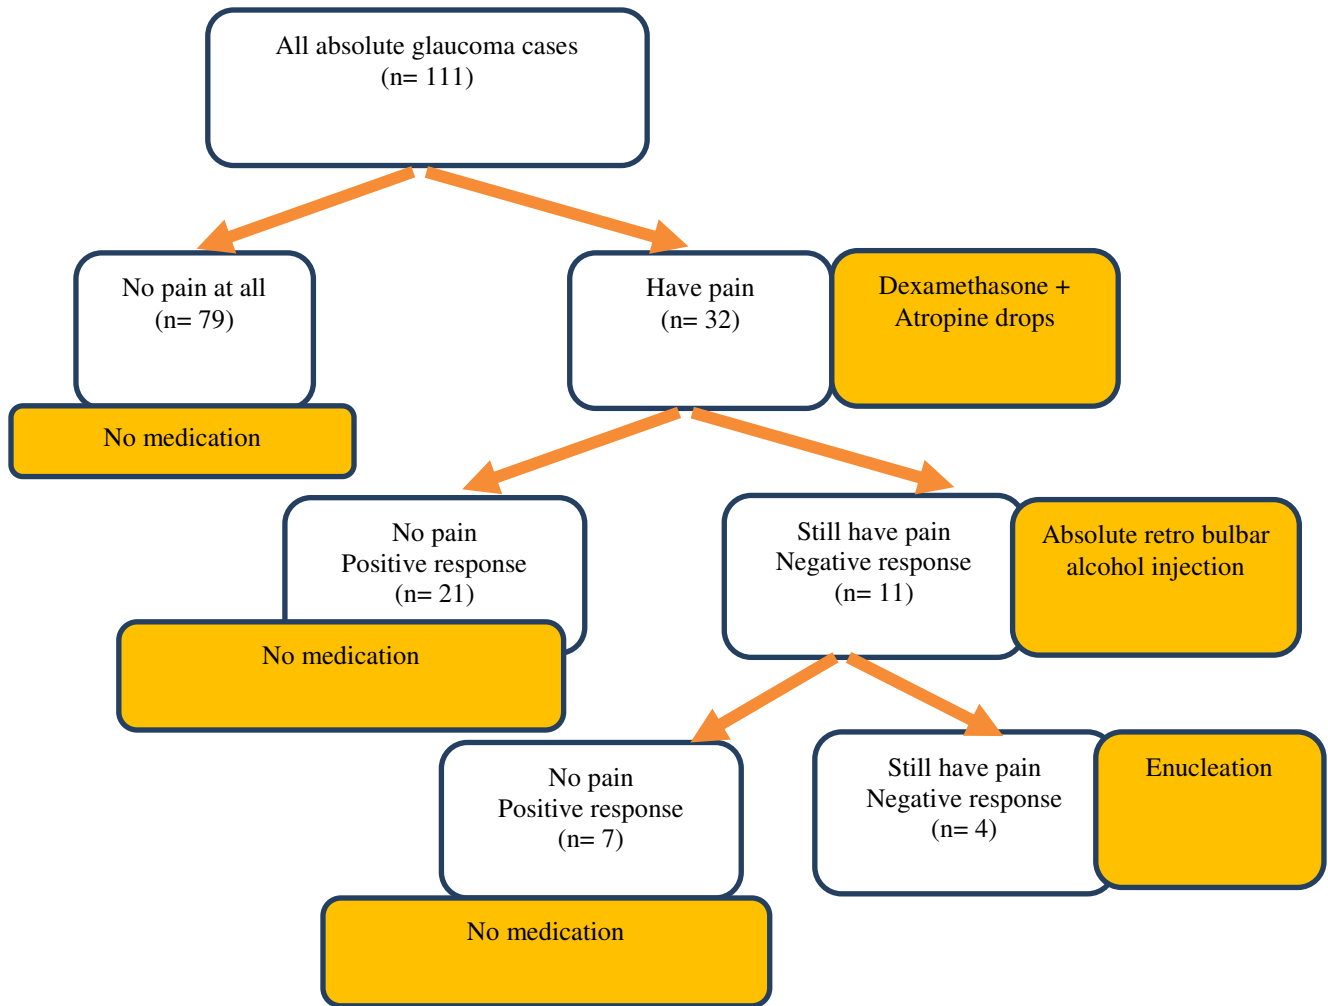 All absolute glaucoma cases
(n= 111)
No pain at all
(n= 79)
Have pain
(n= 32)
Dexamethasone +
Atropine drops
No medication
No pain
Positive response
(n= 21)
Still have pain
Negative response
(n= 11)
Absolute retro bulbar
alcohol injection
No medication
No pain
Positive response
(n= 7)
Still have pain
Negative response
(n= 4)
Enucleation
No medication